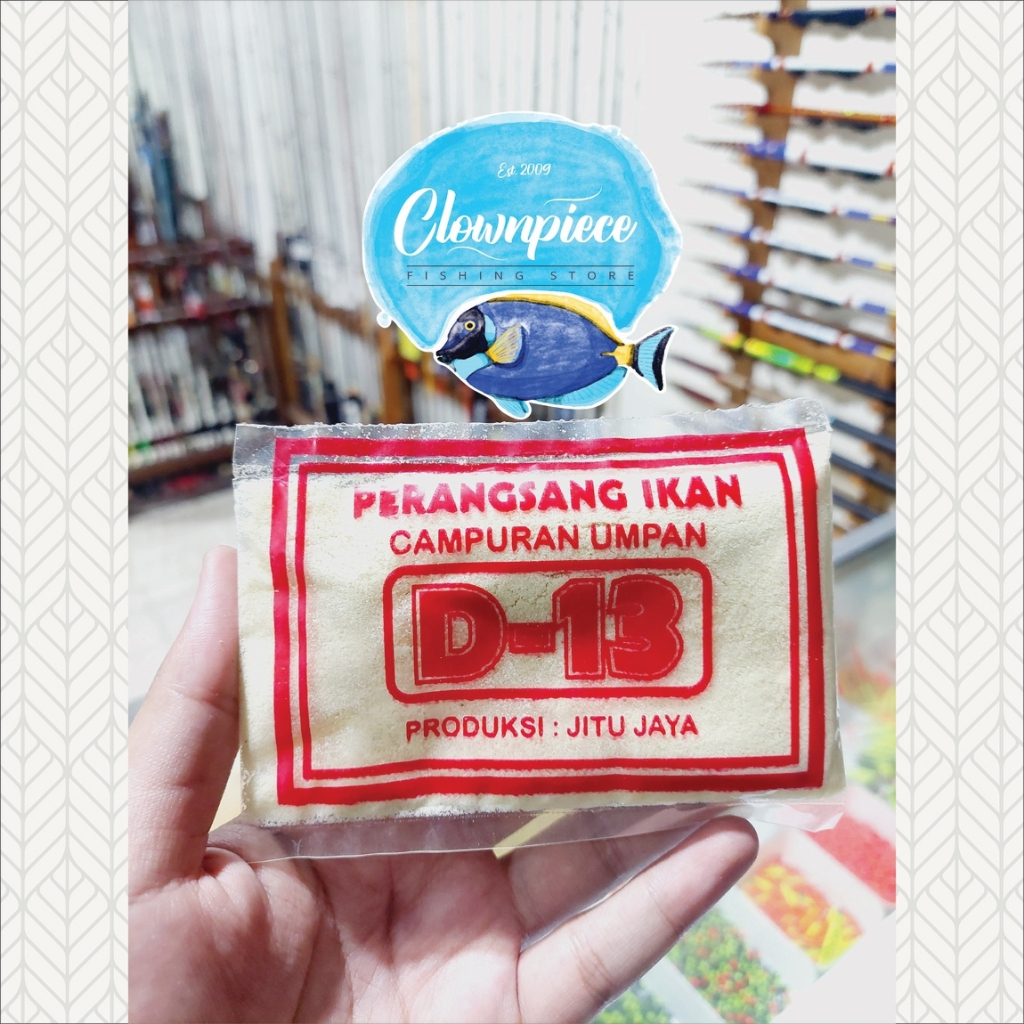 Est. 2009
Clownpiece
FISHING STORE
PERANGSANG IKAN
CAMPURAN UMPAN
D-13
PRODUKSI : JITU JAYA